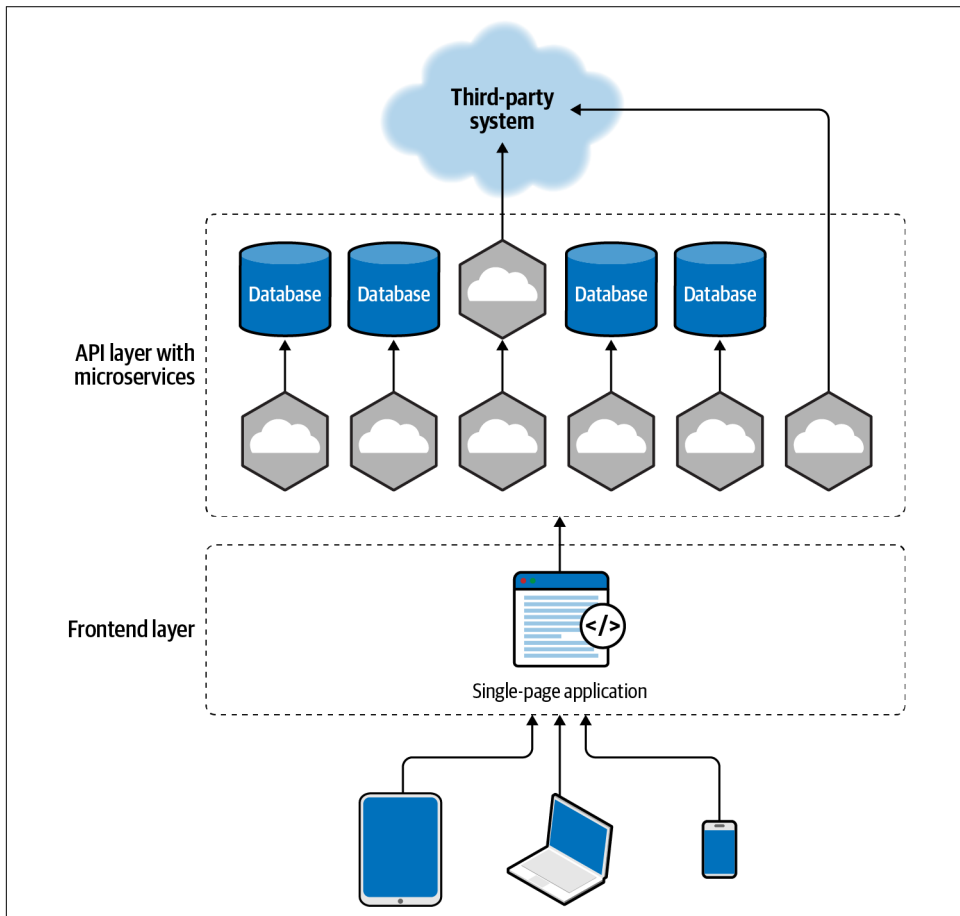 Third-party
system
Database
Database
Database
Database
API layer with
microservices
</>
Frontend layer
Single-page application